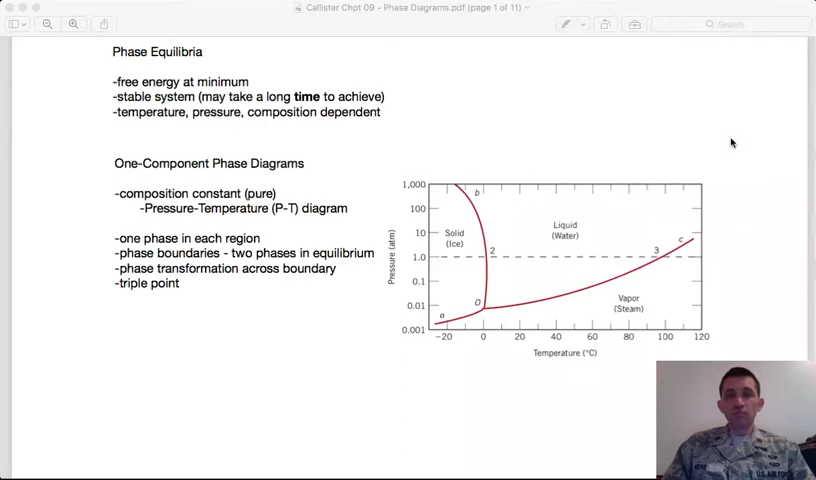 Callister Chpt 09 - Phase Diagrams.pdf (page 1 of 11)
Search
Phase Equilibria
-free energy at minimum
-stable system (may take a long time to achieve)
-temperature, pressure, composition dependent
One-Component Phase Diagrams
-composition constant (pure)
-Pressure-Temperature (P-T) diagram
-one phase in each region
-phase boundaries - two phases in equilibrium
-phase transformation across boundary
-triple point
Pressure (atm)
1,000
100
10
1.0
0.1
0.01
0.001
b
Solid
(Ice)
Liquid
(Water)
2
3
c
O
a
Vapor
(Steam)
−20
0
20
40
60
80
100
120
Temperature (°C)
U.S. AIR